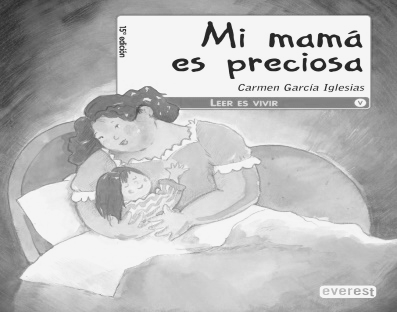 15ª edición
Mi mamá
es preciosa
Carmen García Iglesias
LEER ES VIVIR
V
everest